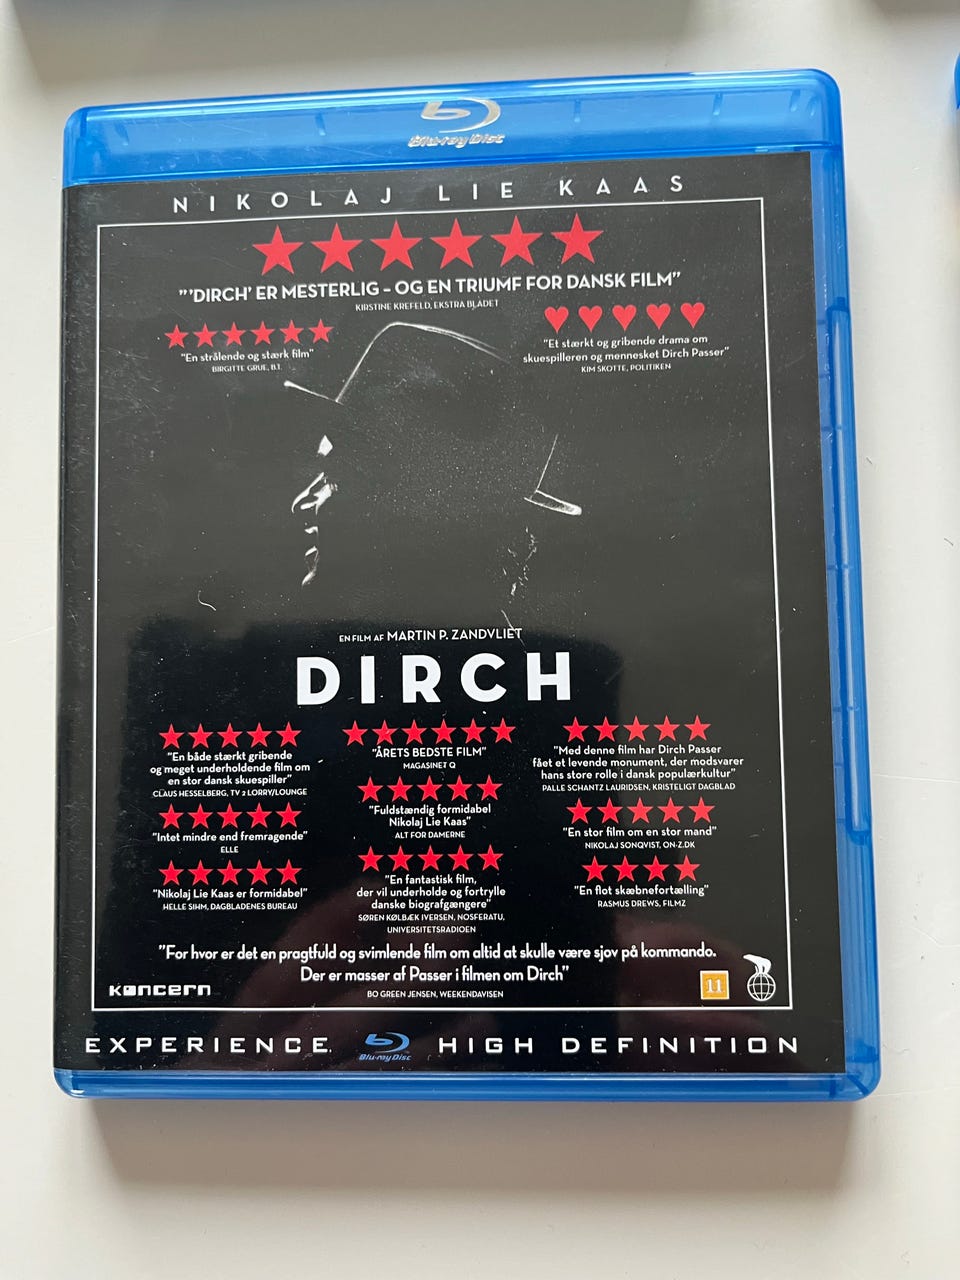 Blu-ray Disc
NIKOLAJ LIE KAAS
"'DIRCH' ER MESTERLIG - OG EN TRIUMF FOR DANSK FILM"
KIRSTINE KREFELD, EKSTRA BLADET
"En strålende og stærk film"
BIRGITTE GRUE, B.T.
"Et stærkt og gribende drama om
skuespilleren og mennesket Dirch Passer"
KIM SKOTTE, POLITIKEN
EN FILM AF MARTIN P. ZANDVLIET
DIRCH
"En både stærkt gribende
og meget underholdende film om
en stor dansk skuespiller"
CLAUS HESSELBERG, TV 2 LORRY/LOUNGE
"Intet mindre end fremragende"
ELLE
"Nikolaj Lie Kaas er formidabel"
HELLE SIHM, DAGBLADENES BUREAU
"ÅRETS BEDSTE FILM"
MAGASINET Q
"Fuldstændig formidabel
Nikolaj Lie Kaas"
ALT FOR DAMERNE
"En fantastisk film,
der vil underholde og fortrylle
danske biografgængere"
SØREN KØLBÆK IVERSEN, NOSFERATU,
UNIVERSITETSRADIOEN
"Med denne film har Dirch Passer
fået et levende monument, der modsvarer
hans store rolle i dansk populærkultur"
PALLE SCHANTZ LAURIDSEN, KRISTELIGT DAGBLAD
"En stor film om en stor mand"
NIKOLAJ SONQVIST, ON-Z.DK
"En flot skæbnefortælling"
RASMUS DREWS, FILMZ
"For hvor er det en pragtfuld og svimlende film om altid at skulle være sjov på kommando.
Der er masser af Passer i filmen om Dirch"
BO GREEN JENSEN, WEEKENDAVISEN
KONCERN
11
EXPERIENCE Blu-ray Disc HIGH DEFINITION